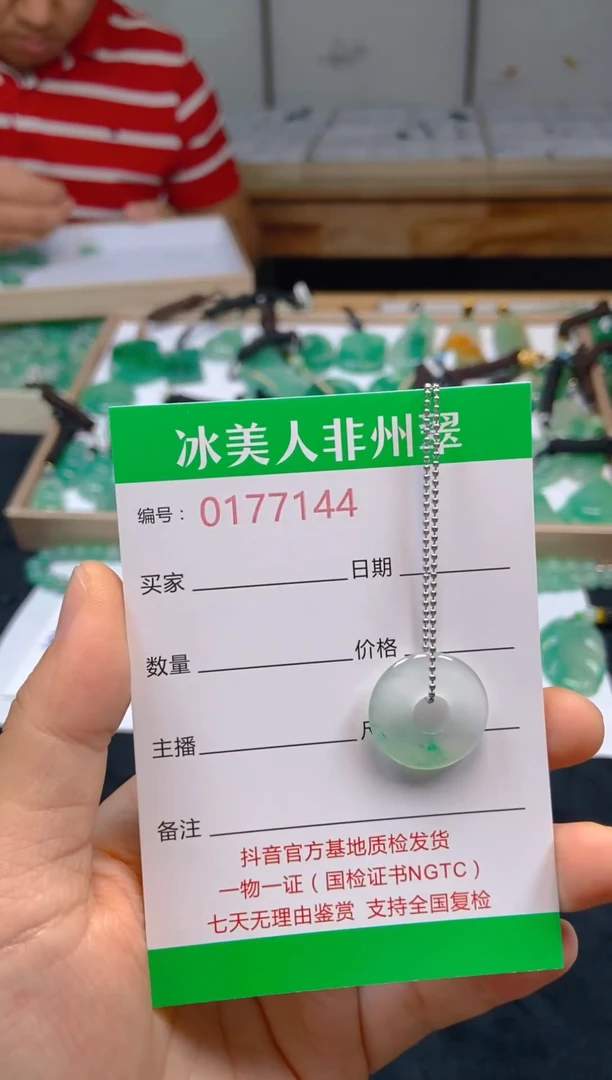 冰美人非州翠
编号： 0177144
买家 日期
数量 价格
主播
备注
抖音官方基地质检发货
一物一证（国检证书NGTC）
七天无理由鉴赏 支持全国复检